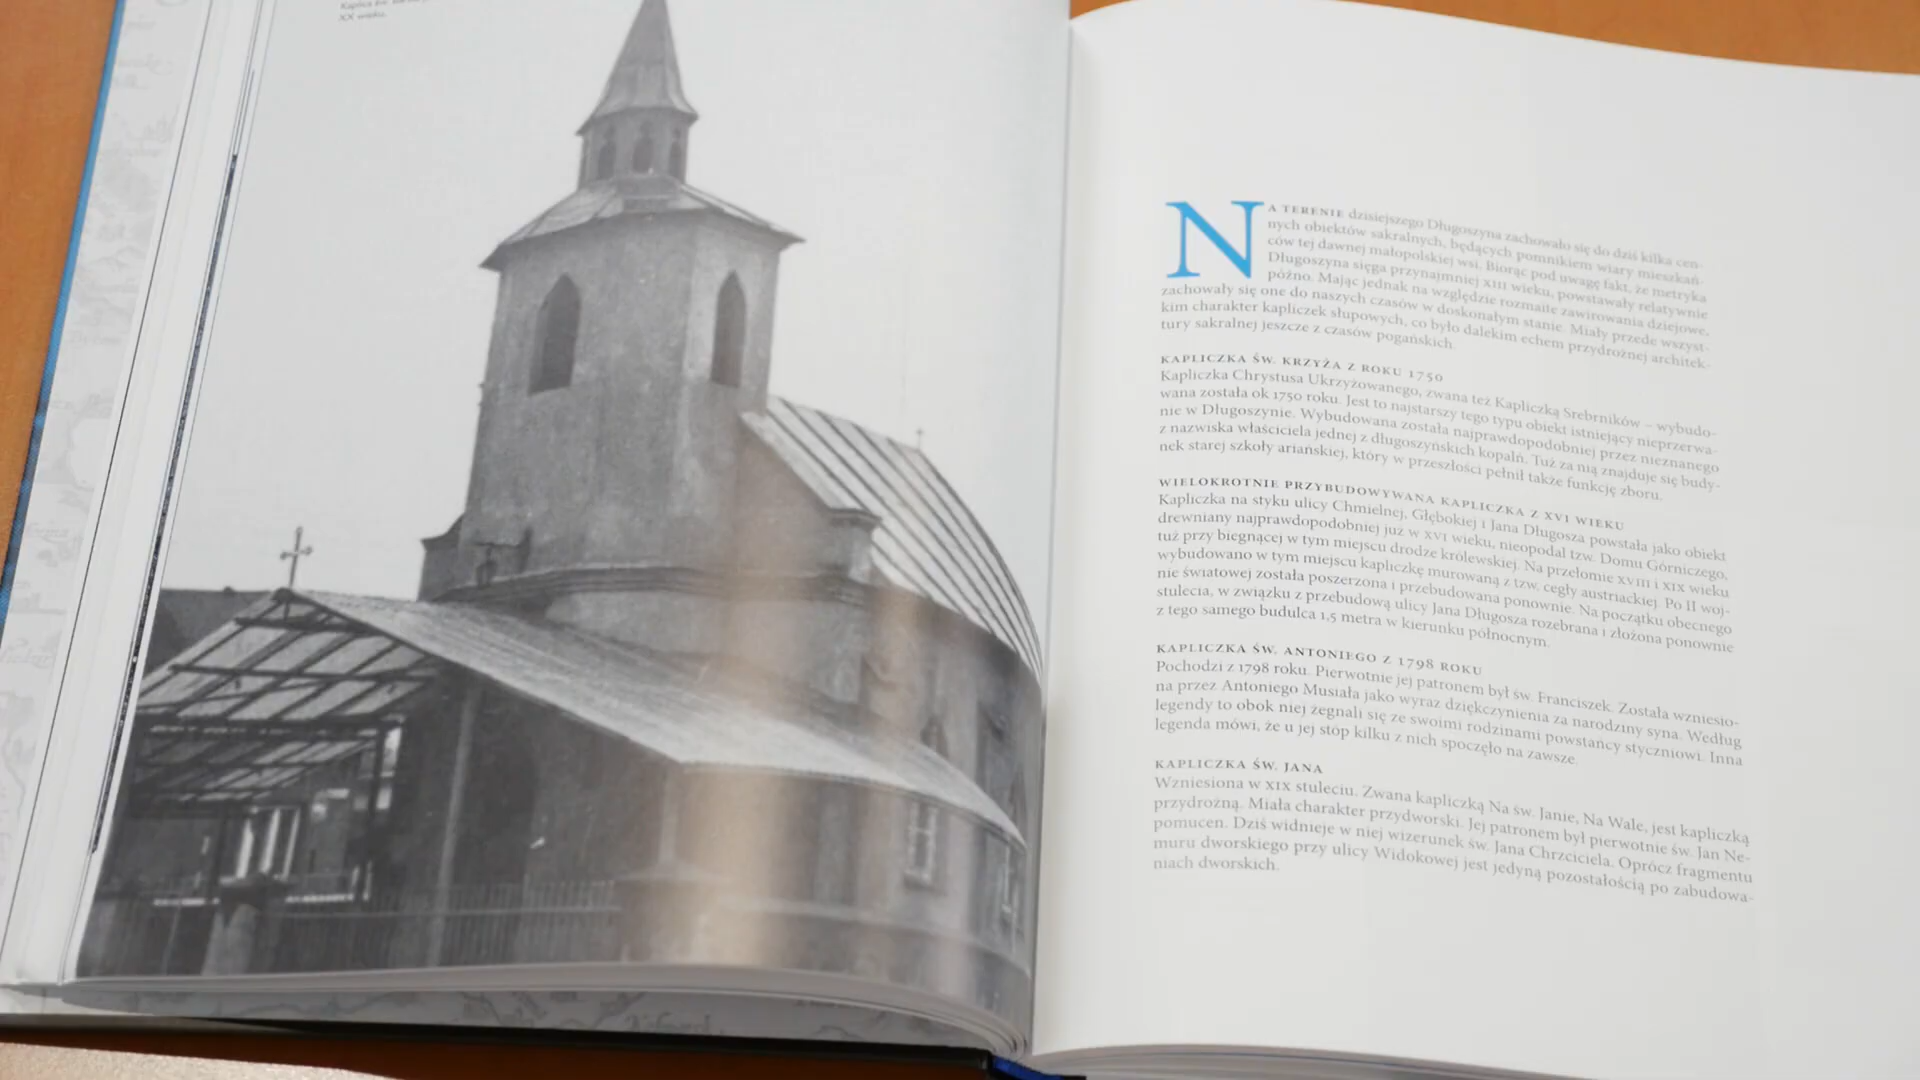 XX wieku.
NA TERENIE dzisiejszego Długoszyna zachowało się do dziś kilka cen-
nych obiektów sakralnych, będących pomnikiem wiary mieszkań-
ców tej dawnej małopolskiej wsi. Biorąc pod uwagę fakt, że metryka
Długoszyna sięga przynajmniej XIII wieku, powstawały relatywnie
późno. Mając jednak na względzie rozmaite zawirowania dziejowe,
zachowały się one do naszych czasów w doskonałym stanie. Miały przede wszyst-
kim charakter kapliczek słupowych, co było dalekim echem przydrożnej architek-
tury sakralnej jeszcze z czasów pogańskich.
KAPLICZKA ŚW. KRZYŻA Z ROKU 1750
Kapliczka Chrystusa Ukrzyżowanego, zwana też Kapliczką Srebrników – wybudo-
wana została ok 1750 roku. Jest to najstarszy tego typu obiekt istniejący nieprzerwa-
nie w Długoszynie. Wybudowana została najprawdopodobniej przez nieznanego
z nazwiska właściciela jednej z długoszyńskich kopalń. Tuż za nią znajduje się budy-
nek starej szkoły ariańskiej, który w przeszłości pełnił także funkcję zboru.
WIELOKROTNIE PRZYBUDOWYWANA KAPLICZKA Z XVI WIEKU
Kapliczka na styku ulicy Chmielnej, Głębokiej i Jana Długosza powstała jako obiekt
drewniany najprawdopodobniej już w XVI wieku, nieopodal tzw. Domu Górniczego,
tuż przy biegnącej w tym miejscu drodze królewskiej. Na przełomie XVIII i XIX wieku
wybudowano w tym miejscu kapliczkę murowaną z tzw. cegły austriackiej. Po II woj-
nie światowej została poszerzona i przebudowana ponownie. Na początku obecnego
stulecia, w związku z przebudową ulicy Jana Długosza rozebrana i złożona ponownie
z tego samego budulca 1,5 metra w kierunku północnym.
KAPLICZKA ŚW. ANTONIEGO Z 1798 ROKU
Pochodzi z 1798 roku. Pierwotnie jej patronem był św. Franciszek. Została wzniesio-
na przez Antoniego Musiała jako wyraz dziękczynienia za narodziny syna. Według
legendy to obok niej żegnali się ze swoimi rodzinami powstańcy styczniowi. Inna
legenda mówi, że u jej stóp kilku z nich spoczęło na zawsze.
KAPLICZKA ŚW. JANA
Wzniesiona w XIX stuleciu. Zwana kapliczką Na św. Janie, Na Wale, jest kapliczką
przydrożną. Miała charakter przydworski. Jej patronem był pierwotnie św. Jan Ne-
pomucen. Dziś widnieje w niej wizerunek św. Jana Chrzciciela. Oprócz fragmentu
muru dworskiego przy ulicy Widokowej jest jedyną pozostałością po zabudowa-
niach dworskich.